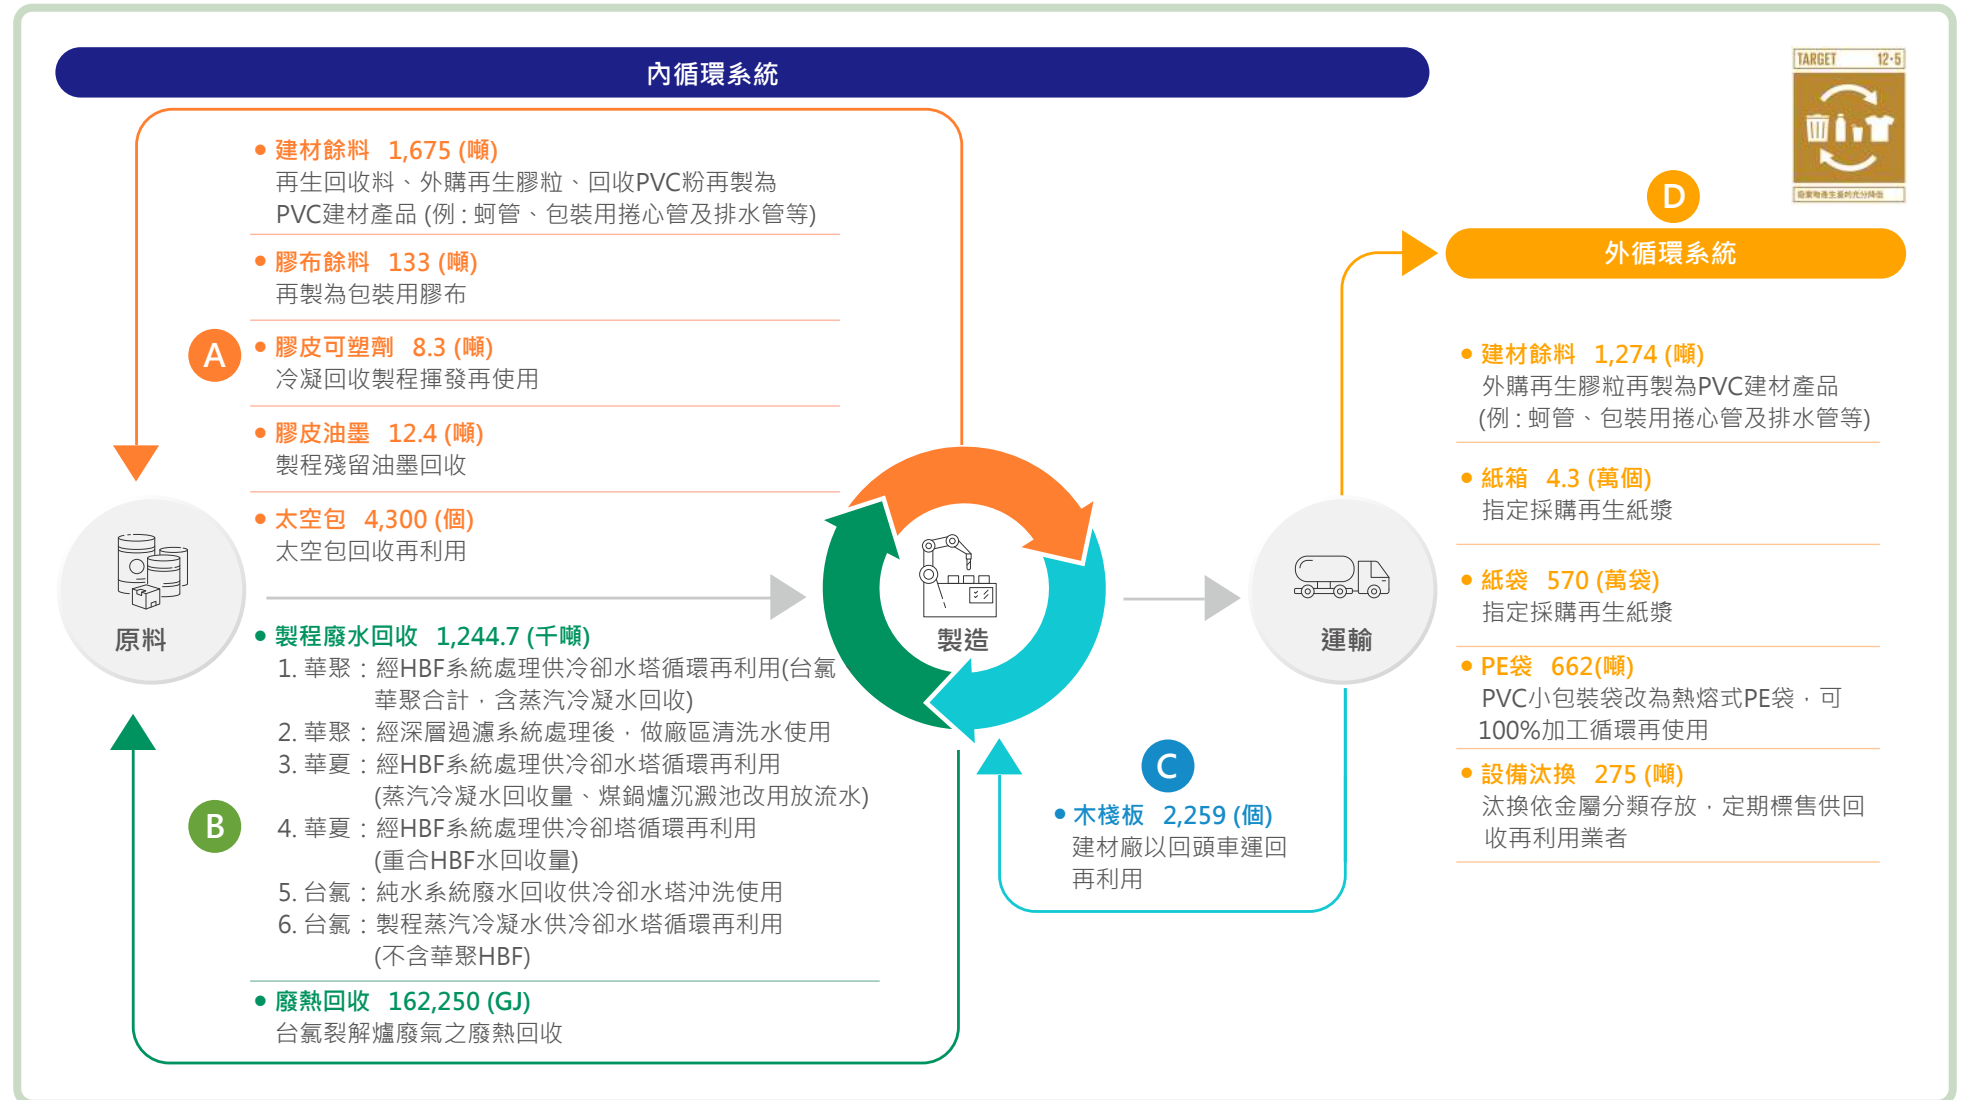 內循環系統
TARGET 12·5
廢棄物產生量的充分降低
A
建材餘料 1,675 (噸)
再生回收料、外購再生膠粒、回收PVC粉再製為
PVC建材產品 (例 : 蚵管、包裝用捲心管及排水管等)
膠布餘料 133 (噸)
再製為包裝用膠布
膠皮可塑劑 8.3 (噸)
冷凝回收製程揮發再使用
膠皮油墨 12.4 (噸)
製程殘留油墨回收
太空包 4,300 (個)
太空包回收再利用
原料
製造
運輸
B
製程廢水回收 1,244.7 (千噸)
1. 華聚：經HBF系統處理供冷卻水塔循環再利用(台氯
華聚合計，含蒸汽冷凝水回收)
2. 華聚：經深層過濾系統處理後，做廠區清洗水使用
3. 華夏：經HBF系統處理供冷卻水塔循環再利用
(蒸汽冷凝水回收量、煤鍋爐沉澱池改用放流水)
4. 華夏：經HBF系統處理供冷卻塔循環再利用
(重合HBF水回收量)
5. 台氯：純水系統廢水回收供冷卻水塔沖洗使用
6. 台氯：製程蒸汽冷凝水供冷卻水塔循環再利用
(不含華聚HBF)
廢熱回收 162,250 (GJ)
台氯裂解爐廢氣之廢熱回收
C
木棧板 2,259 (個)
建材廠以回頭車運回
再利用
D
外循環系統
建材餘料 1,274 (噸)
外購再生膠粒再製為PVC建材產品
(例 : 蚵管、包裝用捲心管及排水管等)
紙箱 4.3 (萬個)
指定採購再生紙漿
紙袋 570 (萬袋)
指定採購再生紙漿
PE袋 662(噸)
PVC小包裝袋改為熱熔式PE袋，可
100%加工循環再使用
設備汰換 275 (噸)
汰換依金屬分類存放，定期標售供回
收再利用業者